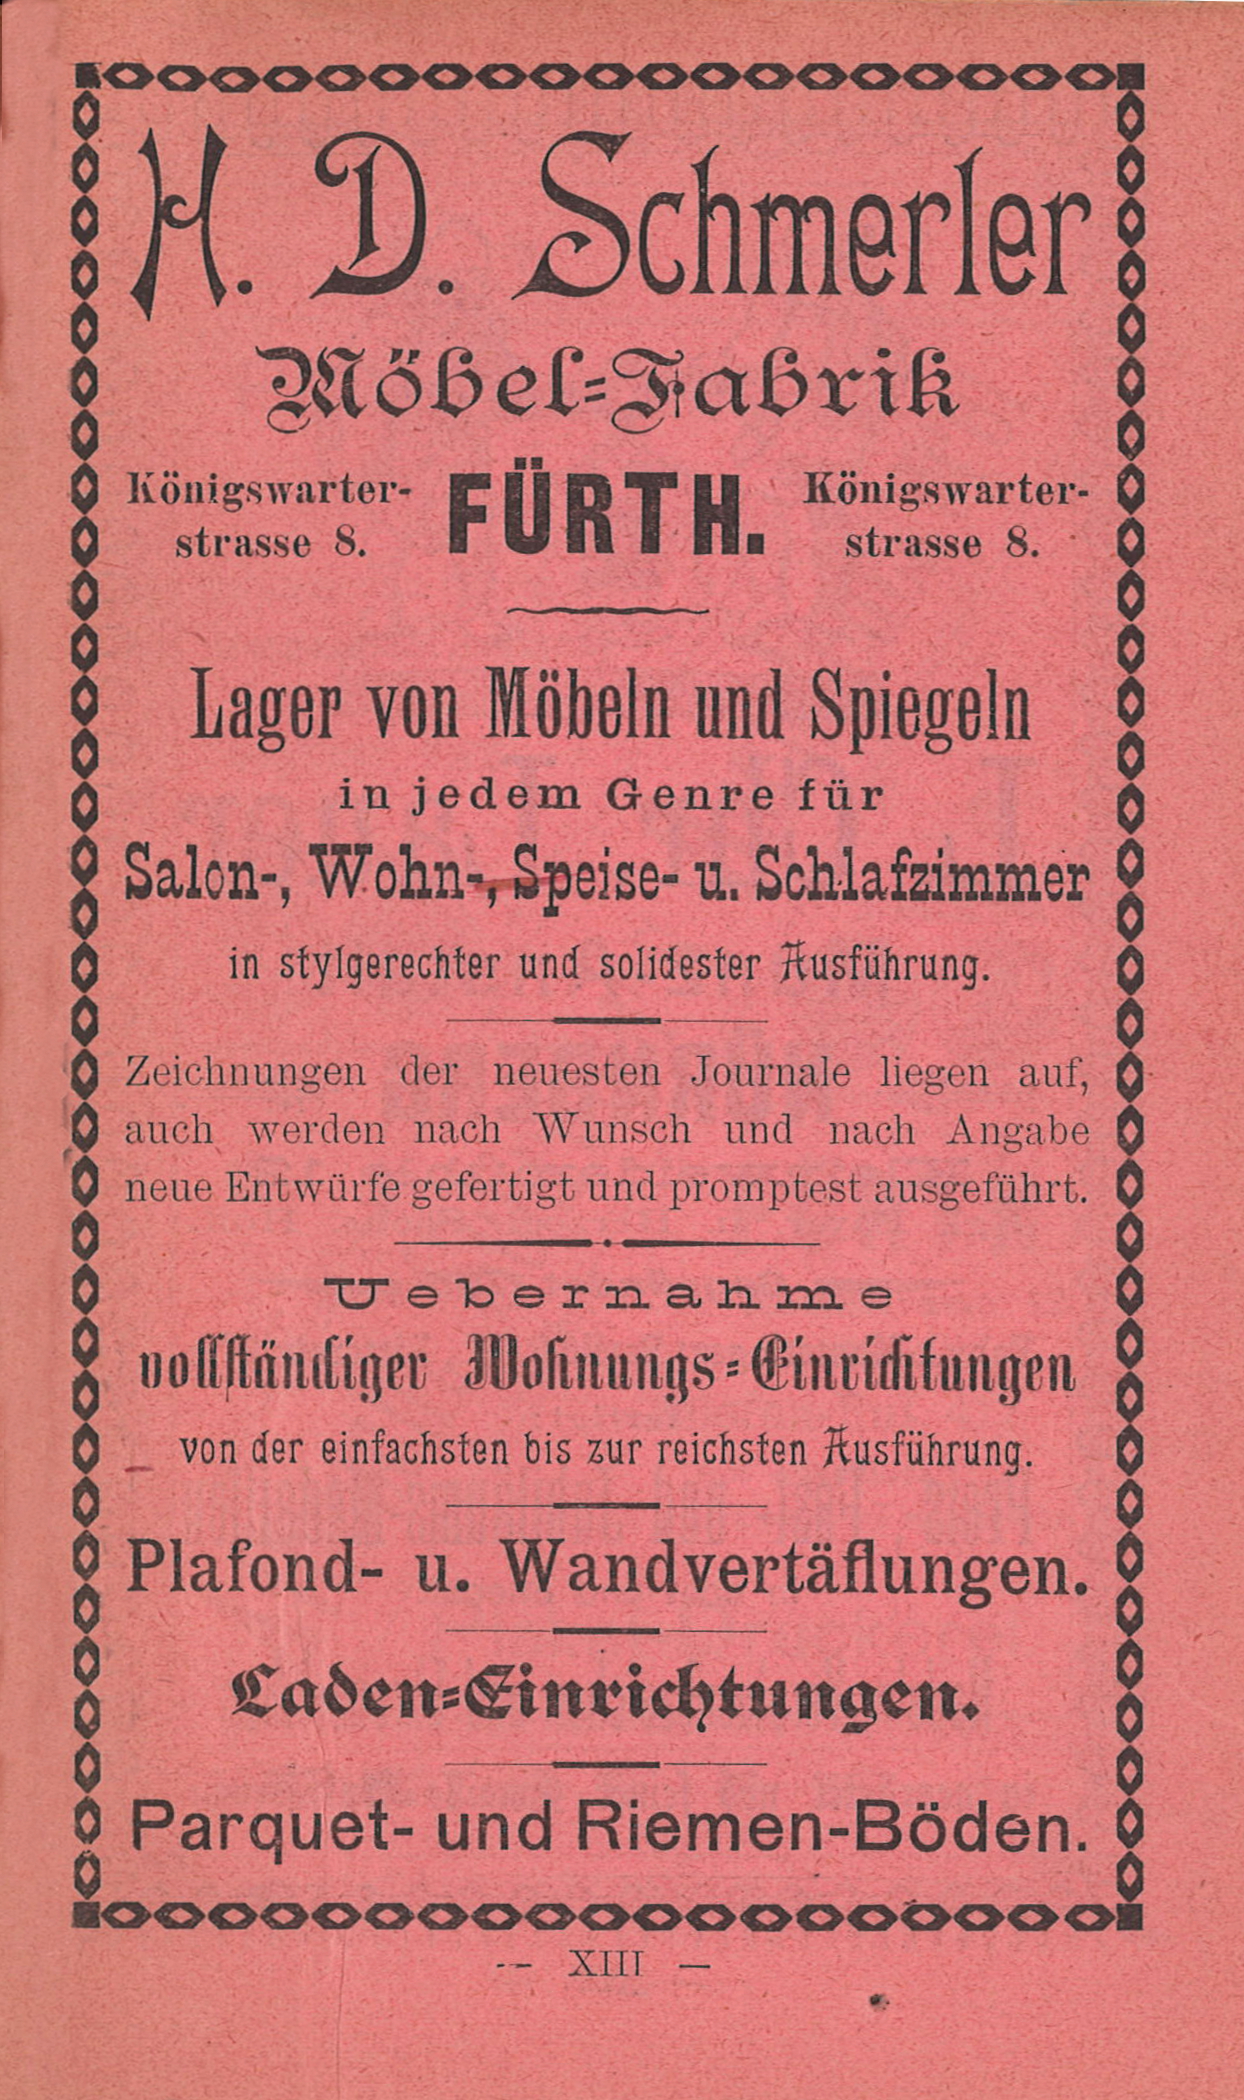 H. D. Schmerler
Möbel=Fabrik
Königswarter-
strasse 8.
FÜRTH.
Königswarter-
strasse 8.
Lager von Möbeln und Spiegeln
in jedem Genre für
Salon-, Wohn-, Speise- u. Schlafzimmer
in stylgerechter und solidester Ausführung.
Zeichnungen der neuesten Journale liegen auf,
auch werden nach Wunsch und nach Angabe
neue Entwürfe gefertigt und promptest ausgeführt.
Uebernahme
vollständiger Wohnungs=Einrichtungen
von der einfachsten bis zur reichsten Ausführung.
Plafond- u. Wandvertäflungen.
Laden=Einrichtungen.
Parquet- und Riemen-Böden.
— XIII —